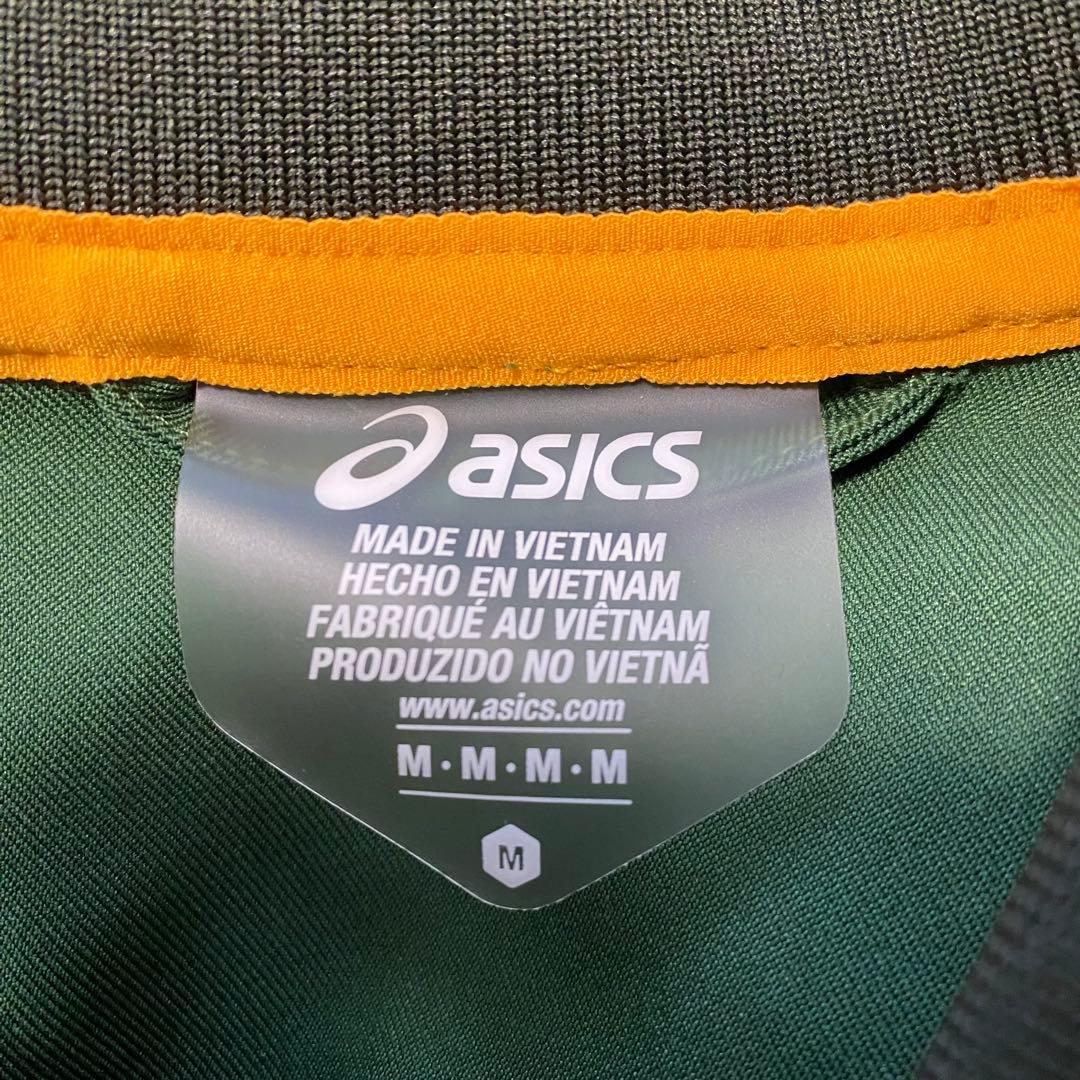 asics
MADE IN VIETNAM
HECHO EN VIETNAM
FABRIQUÉ AU VIÊTNAM
PRODUZIDO NO VIETNÃ
www.asics.com
M·M·M·M
M